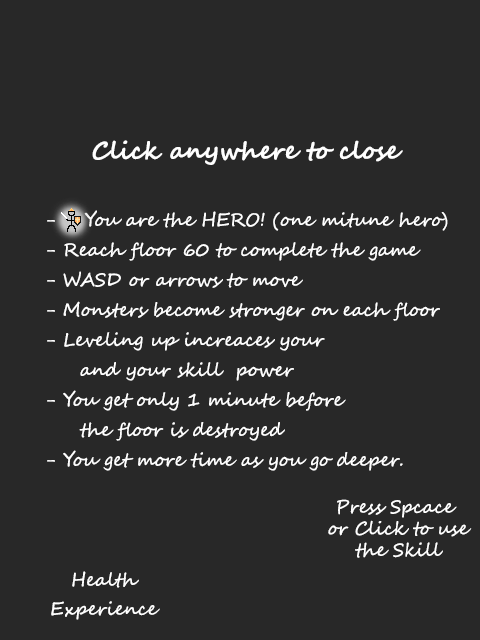 Click anywhere to close
- You are the HERO! (one mitune hero)
- Reach floor 60 to complete the game
- WASD or arrows to move
- Monsters become stronger on each floor
- Leveling up increaces your
and your skill power
- You get only 1 minute before
the floor is destroyed
- You get more time as you go deeper.
Press Spcace
or Click to use
the Skill
Health
Experience